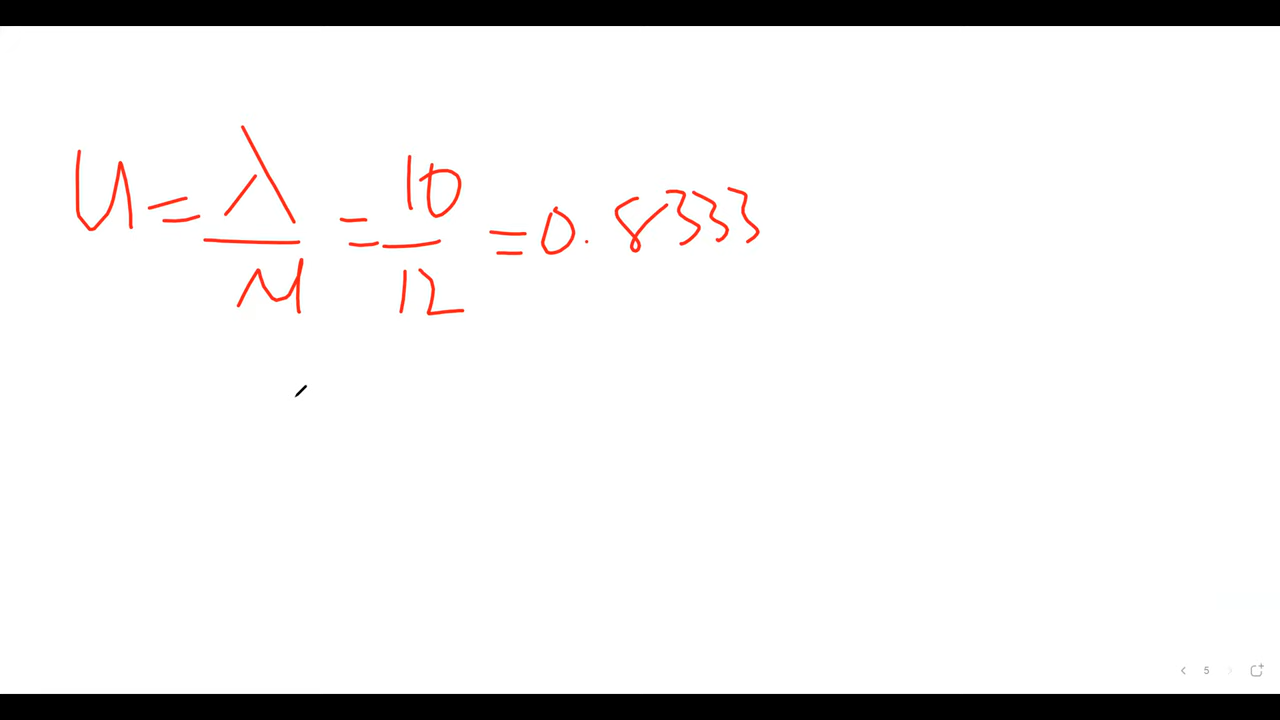 U = λ/M = 10/12 = 0.8333
5